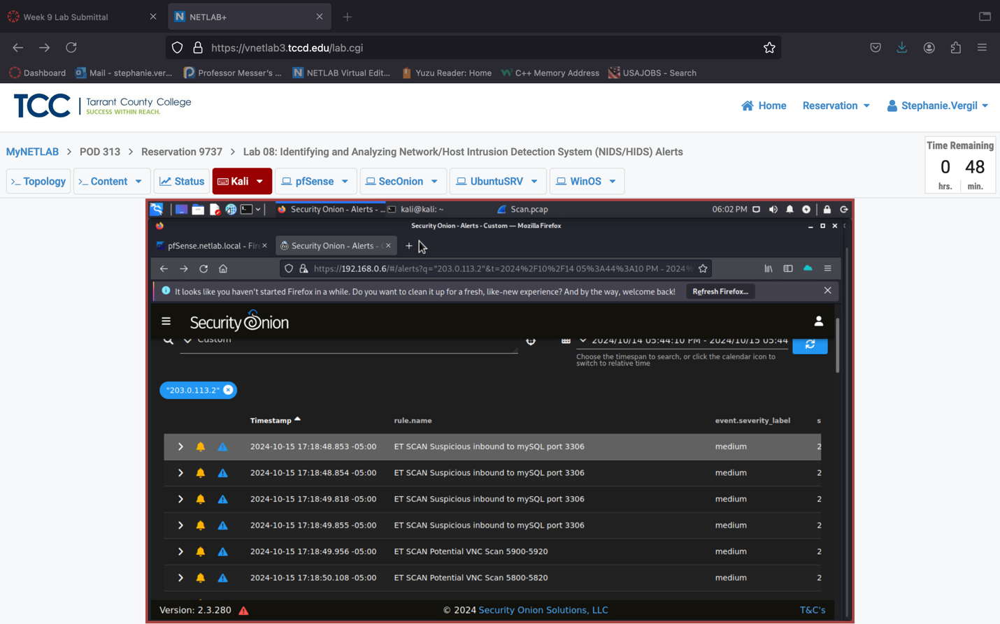 Week 9 Lab Submittal
NETLAB+
https://vnetlab3.tccd.edu/lab.cgi
Dashboard
Mail - stephanie.ver...
Professor Messer's ...
NETLAB Virtual Edit...
Yuzu Reader: Home
C++ Memory Address
USAJOBS - Search
TCC
Tarrant County College
SUCCESS WITHIN REACH.
Home
Reservation
Stephanie.Vergil
MyNETLAB > POD 313 > Reservation 9737 > Lab 08: Identifying and Analyzing Network/Host Intrusion Detection System (NIDS/HIDS) Alerts
Time Remaining
0 48
hrs. min.
Topology
Content
Status
Kali
pfSense
SecOnion
UbuntuSRV
WinOS
Security Onion - Alerts - ...
kali@kali: ~
Scan.pcap
06:02 PM
Security Onion - Alerts - Custom — Mozilla Firefox
pfSense.netlab.local - Fire
Security Onion - Alerts - C
https://192.168.0.6/#/alerts?q="203.0.113.2"&t=2024%2F10%2F14 05%3A44%3A10 PM - 2024%
It looks like you haven't started Firefox in a while. Do you want to clean it up for a fresh, like-new experience? And by the way, welcome back!
Refresh Firefox...
Security Onion
Custom
2024/10/14 05:44:10 PM - 2024/10/15 05:44
Choose the timespan to search, or click the calendar icon to
switch to relative time
"203.0.113.2"
Timestamp rule.name event.severity_label s
2024-10-15 17:18:48.853 -05:00 ET SCAN Suspicious inbound to mySQL port 3306 medium 2
2024-10-15 17:18:48.854 -05:00 ET SCAN Suspicious inbound to mySQL port 3306 medium 2
2024-10-15 17:18:49.818 -05:00 ET SCAN Suspicious inbound to mySQL port 3306 medium 2
2024-10-15 17:18:49.855 -05:00 ET SCAN Suspicious inbound to mySQL port 3306 medium 2
2024-10-15 17:18:49.956 -05:00 ET SCAN Potential VNC Scan 5900-5920 medium 2
2024-10-15 17:18:50.108 -05:00 ET SCAN Potential VNC Scan 5800-5820 medium 2
Version: 2.3.280
© 2024 Security Onion Solutions, LLC
T&C's